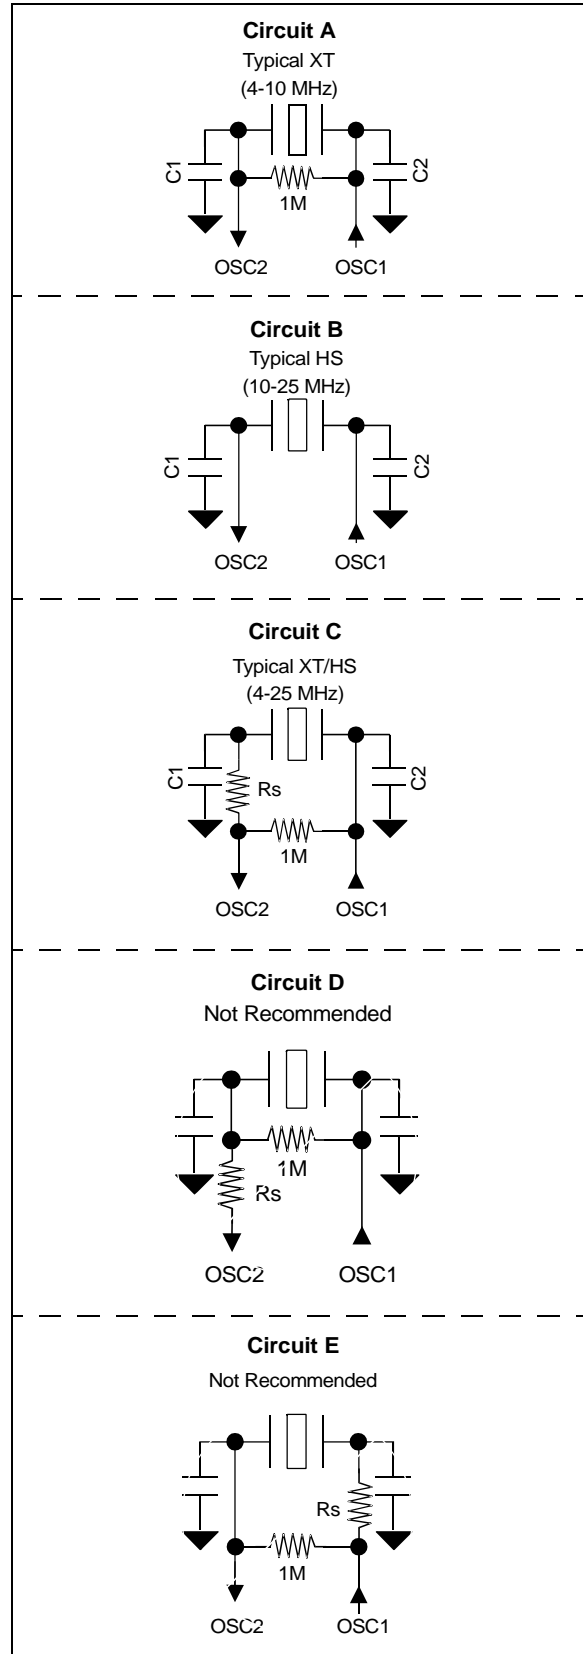 Circuit A
Typical XT
(4-10 MHz)
C1
C2
1M
OSC2
OSC1
Circuit B
Typical HS
(10-25 MHz)
C1
C2
OSC2
OSC1
Circuit C
Typical XT/HS
(4-25 MHz)
C1
Rs
C2
1M
OSC2
OSC1
Circuit D
Not Recommended
1M
Rs
OSC2
OSC1
Circuit E
Not Recommended
Rs
1M
OSC2
OSC1